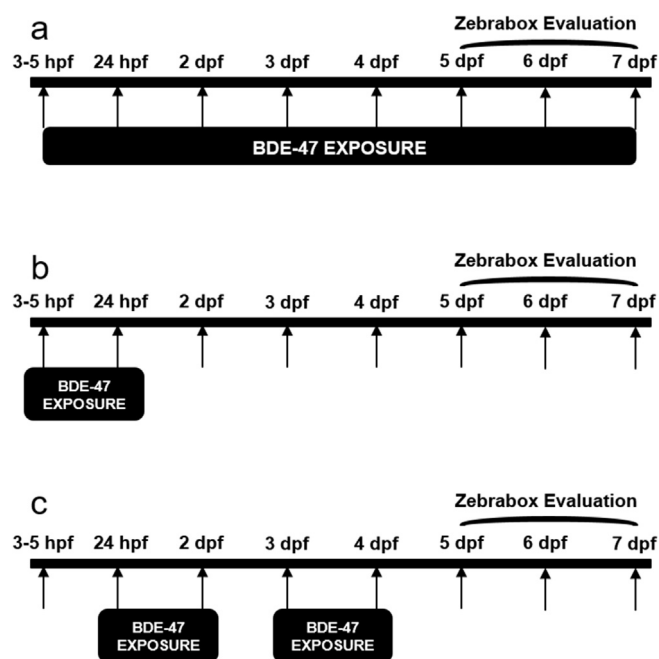 a
Zebrabox Evaluation
3-5 hpf 24 hpf 2 dpf 3 dpf 4 dpf 5 dpf 6 dpf 7 dpf
BDE-47 EXPOSURE
b
Zebrabox Evaluation
3-5 hpf 24 hpf 2 dpf 3 dpf 4 dpf 5 dpf 6 dpf 7 dpf
BDE-47
EXPOSURE
c
Zebrabox Evaluation
3-5 hpf 24 hpf 2 dpf 3 dpf 4 dpf 5 dpf 6 dpf 7 dpf
BDE-47
EXPOSURE
BDE-47
EXPOSURE